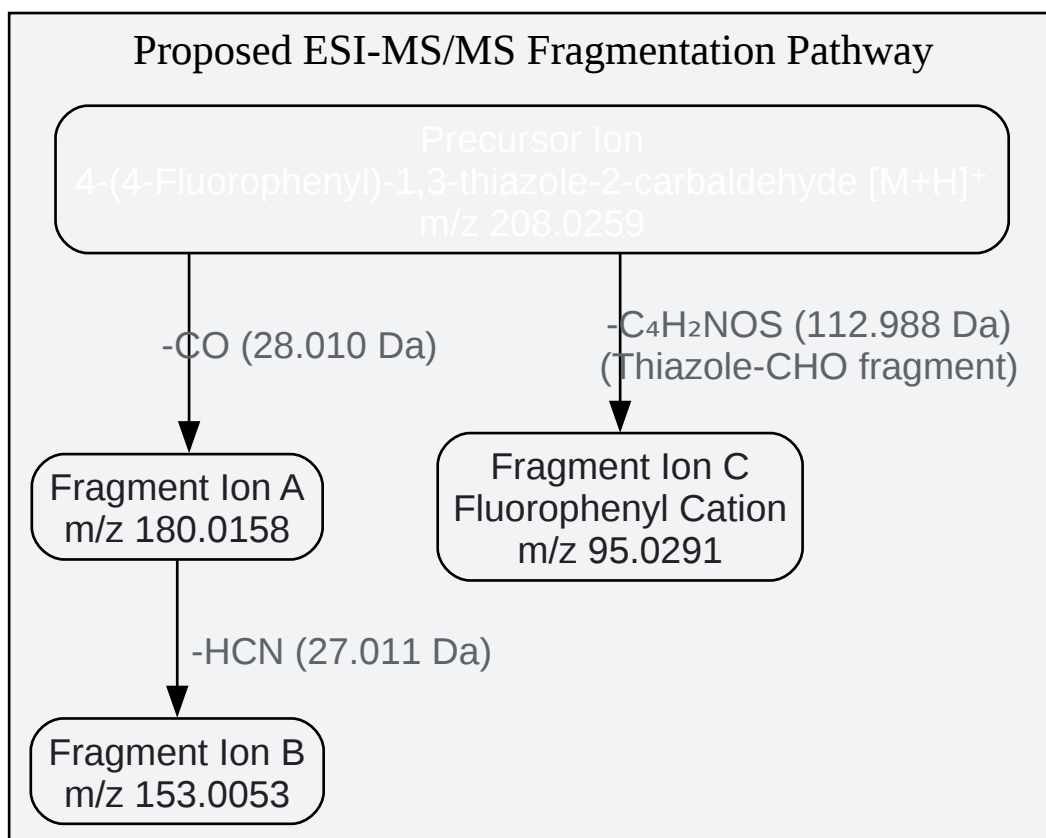 Proposed ESI-MS/MS Fragmentation Pathway
Precursor Ion
4-(4-Fluorophenyl)-1,3-thiazole-2-carbaldehyde [M+H]⁺
m/z 208.0259
-CO (28.010 Da)
-C₄H₂NOS (112.988 Da)
(Thiazole-CHO fragment)
Fragment Ion A
m/z 180.0158
Fragment Ion C
Fluorophenyl Cation
m/z 95.0291
-HCN (27.011 Da)
Fragment Ion B
m/z 153.0053